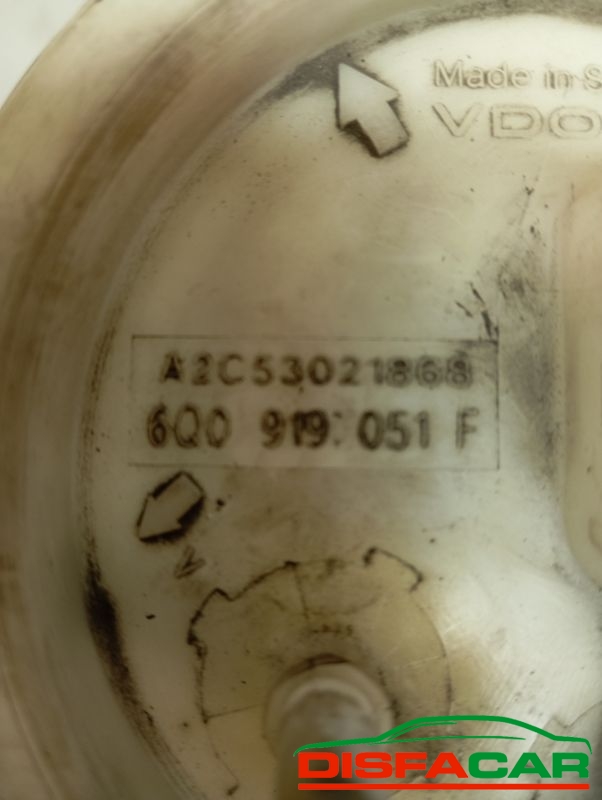 Made in S
VDO
A2C53021868
6Q0 919 051 F
DISFACAR